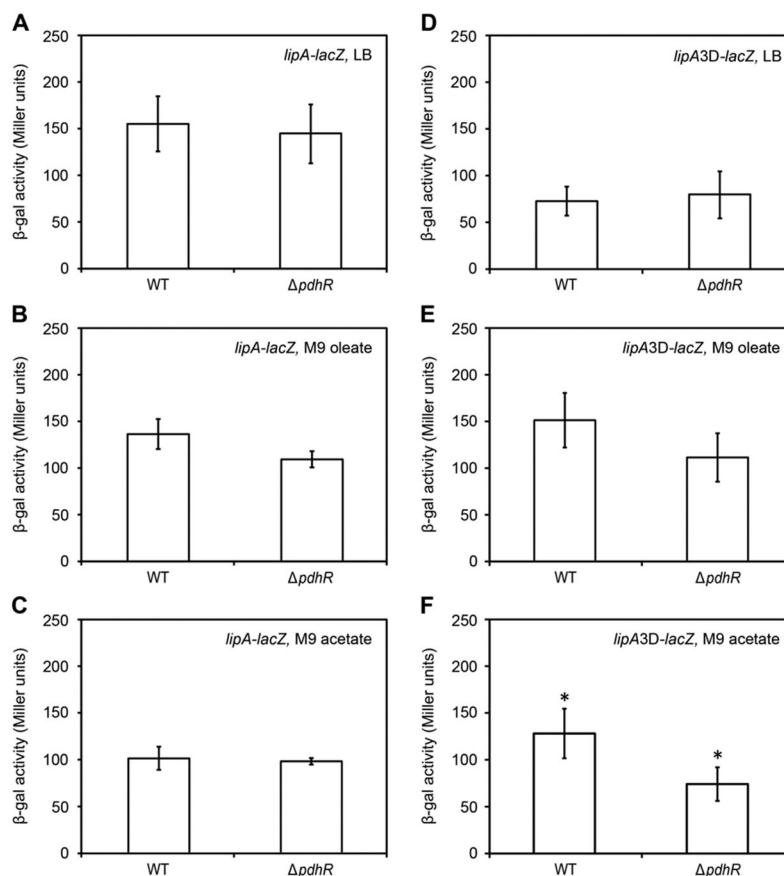 A
lipA-lacZ, LB
β-gal activity (Miller units)
250
200
150
100
50
0
WT
ΔpdhR
B
lipA-lacZ, M9 oleate
β-gal activity (Miller units)
250
200
150
100
50
0
WT
ΔpdhR
C
lipA-lacZ, M9 acetate
β-gal activity (Miller units)
250
200
150
100
50
0
WT
ΔpdhR
D
lipA3D-lacZ, LB
β-gal activity (Miller units)
250
200
150
100
50
0
WT
ΔpdhR
E
lipA3D-lacZ, M9 oleate
β-gal activity (Miller units)
250
200
150
100
50
0
WT
ΔpdhR
F
lipA3D-lacZ, M9 acetate
β-gal activity (Miller units)
250
200
150
100
50
0
*
*
WT
ΔpdhR